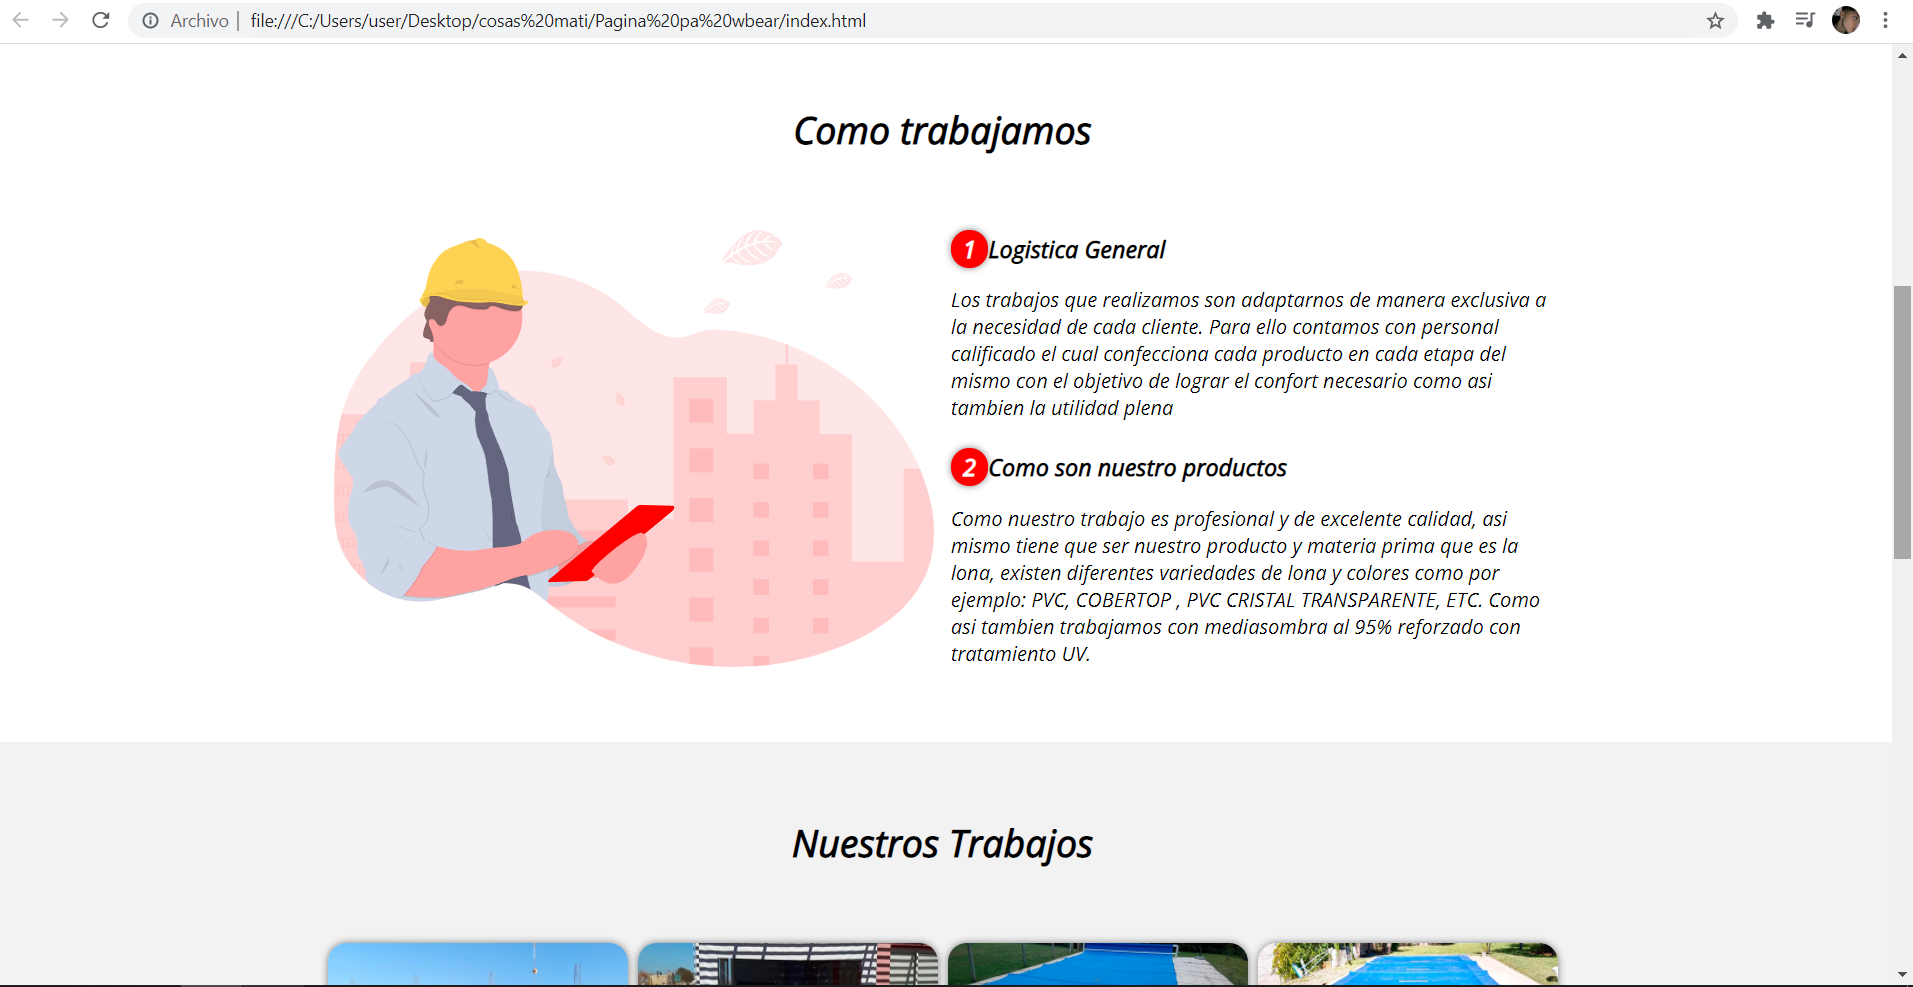 Archivo | file:///C:/Users/user/Desktop/cosas%20mati/Pagina%20pa%20wbear/index.html
Como trabajamos
1 Logistica General
Los trabajos que realizamos son adaptarnos de manera exclusiva a
la necesidad de cada cliente. Para ello contamos con personal
calificado el cual confecciona cada producto en cada etapa del
mismo con el objetivo de lograr el confort necesario como asi
tambien la utilidad plena
2 Como son nuestro productos
Como nuestro trabajo es profesional y de excelente calidad, asi
mismo tiene que ser nuestro producto y materia prima que es la
lona, existen diferentes variedades de lona y colores como por
ejemplo: PVC, COBERTOP , PVC CRISTAL TRANSPARENTE, ETC. Como
asi tambien trabajamos con mediasombra al 95% reforzado con
tratamiento UV.
Nuestros Trabajos